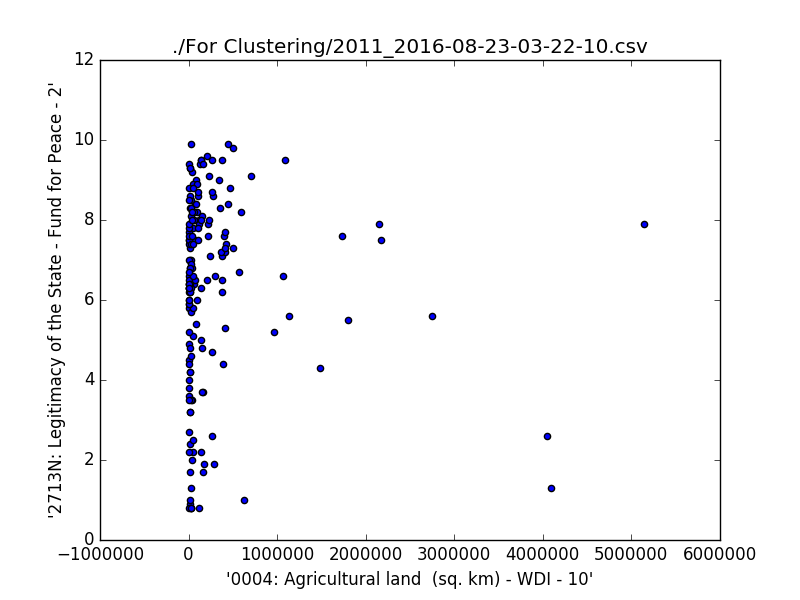 ./For Clustering/2011_2016-08-23-03-22-10.csv
12
10
8
6
4
2
0
'2713N: Legitimacy of the State - Fund for Peace - 2'
−1000000 0 1000000 2000000 3000000 4000000 5000000 6000000
'0004: Agricultural land  (sq. km) - WDI - 10'